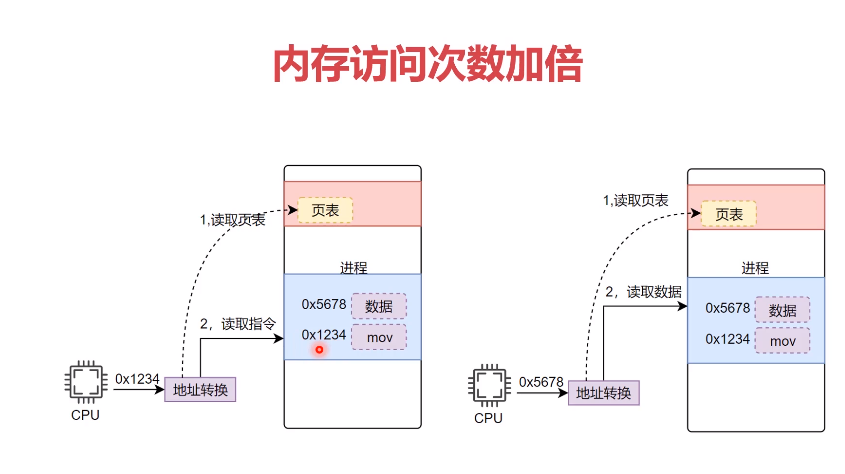 内存访问次数加倍
1,读取页表
页表
进程
0x5678
数据
2，读取指令
0x1234
mov
0x1234
地址转换
CPU
1,读取页表
页表
进程
2，读取数据
0x5678
数据
0x1234
mov
0x5678
地址转换
CPU